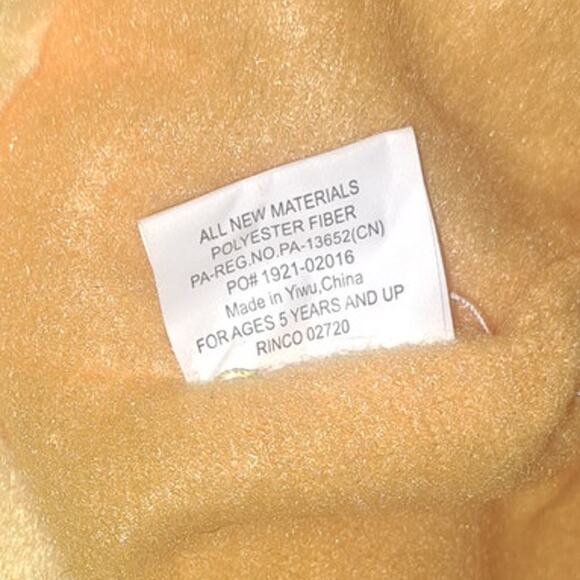 ALL NEW MATERIALS
POLYESTER FIBER
PA-REG.NO.PA-13652(CN)
PO# 1921-02016
Made in Yiwu,China
FOR AGES 5 YEARS AND UP
RINCO 02720